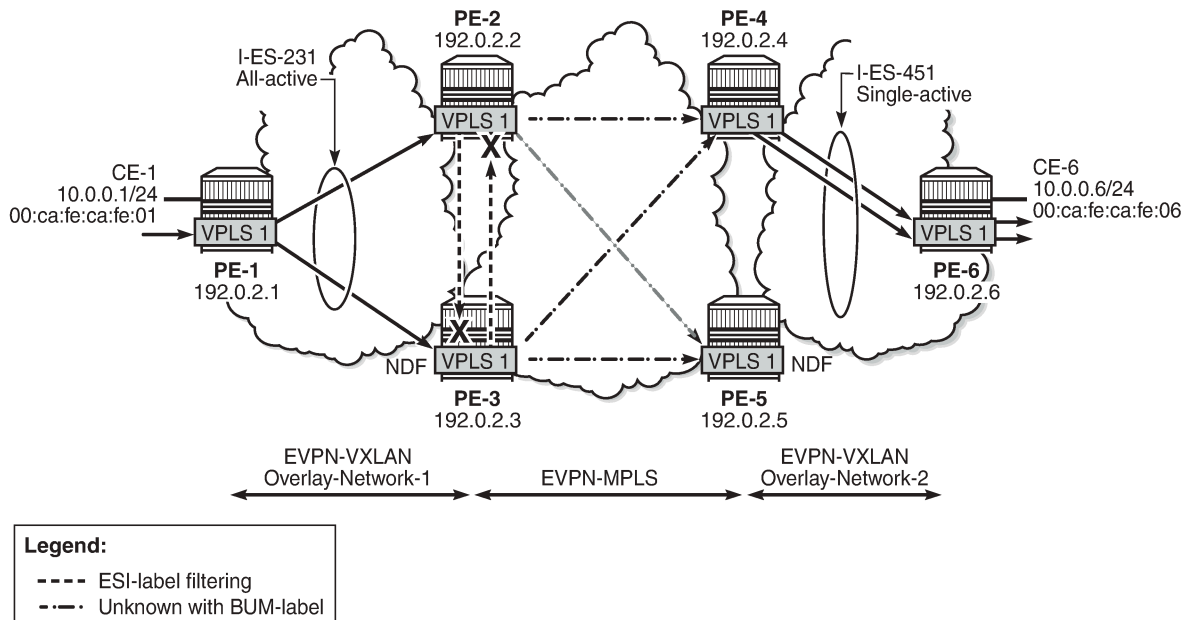 PE-2
192.0.2.2
PE-4
192.0.2.4
I-ES-231
All-active
I-ES-451
Single-active
VPLS 1
X
VPLS 1
CE-1
10.0.0.1/24
00:ca:fe:ca:fe:01
CE-6
10.0.0.6/24
00:ca:fe:ca:fe:06
VPLS 1
VPLS 1
PE-1
192.0.2.1
PE-6
192.0.2.6
X
NDF
VPLS 1
VPLS 1
NDF
PE-3
192.0.2.3
PE-5
192.0.2.5
EVPN-VXLAN
Overlay-Network-1
EVPN-MPLS
EVPN-VXLAN
Overlay-Network-2
Legend:
ESI-label filtering
Unknown with BUM-label